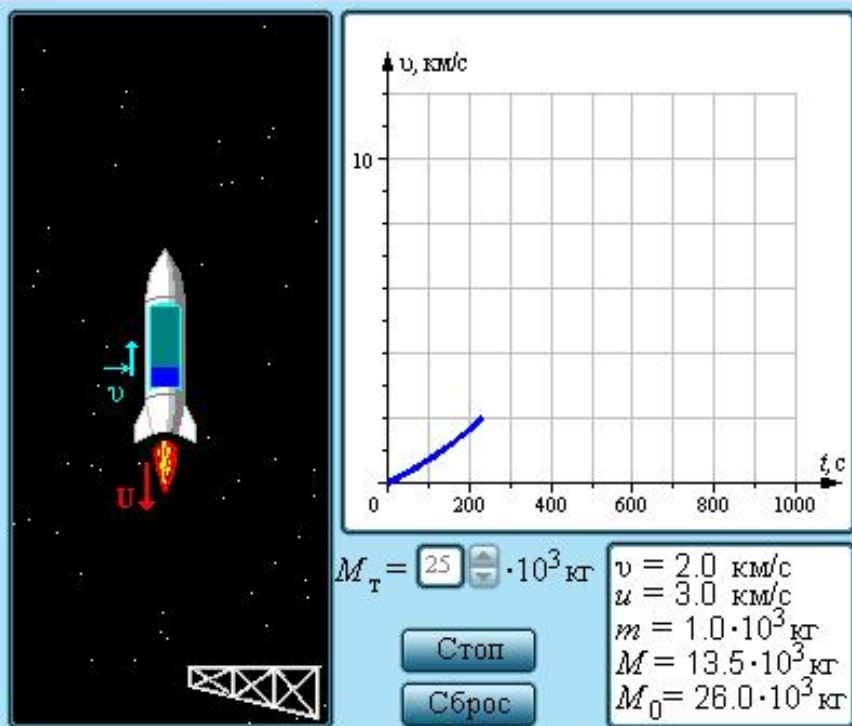 υ, км/с
10
t, с
0 200 400 600 800 1000
υ
U
Mт = 25 ·10³ кг
Стоп
Сброс
υ = 2.0 км/с
u = 3.0 км/с
m = 1.0·10³ кг
M = 13.5·10³ кг
M₀ = 26.0·10³ кг